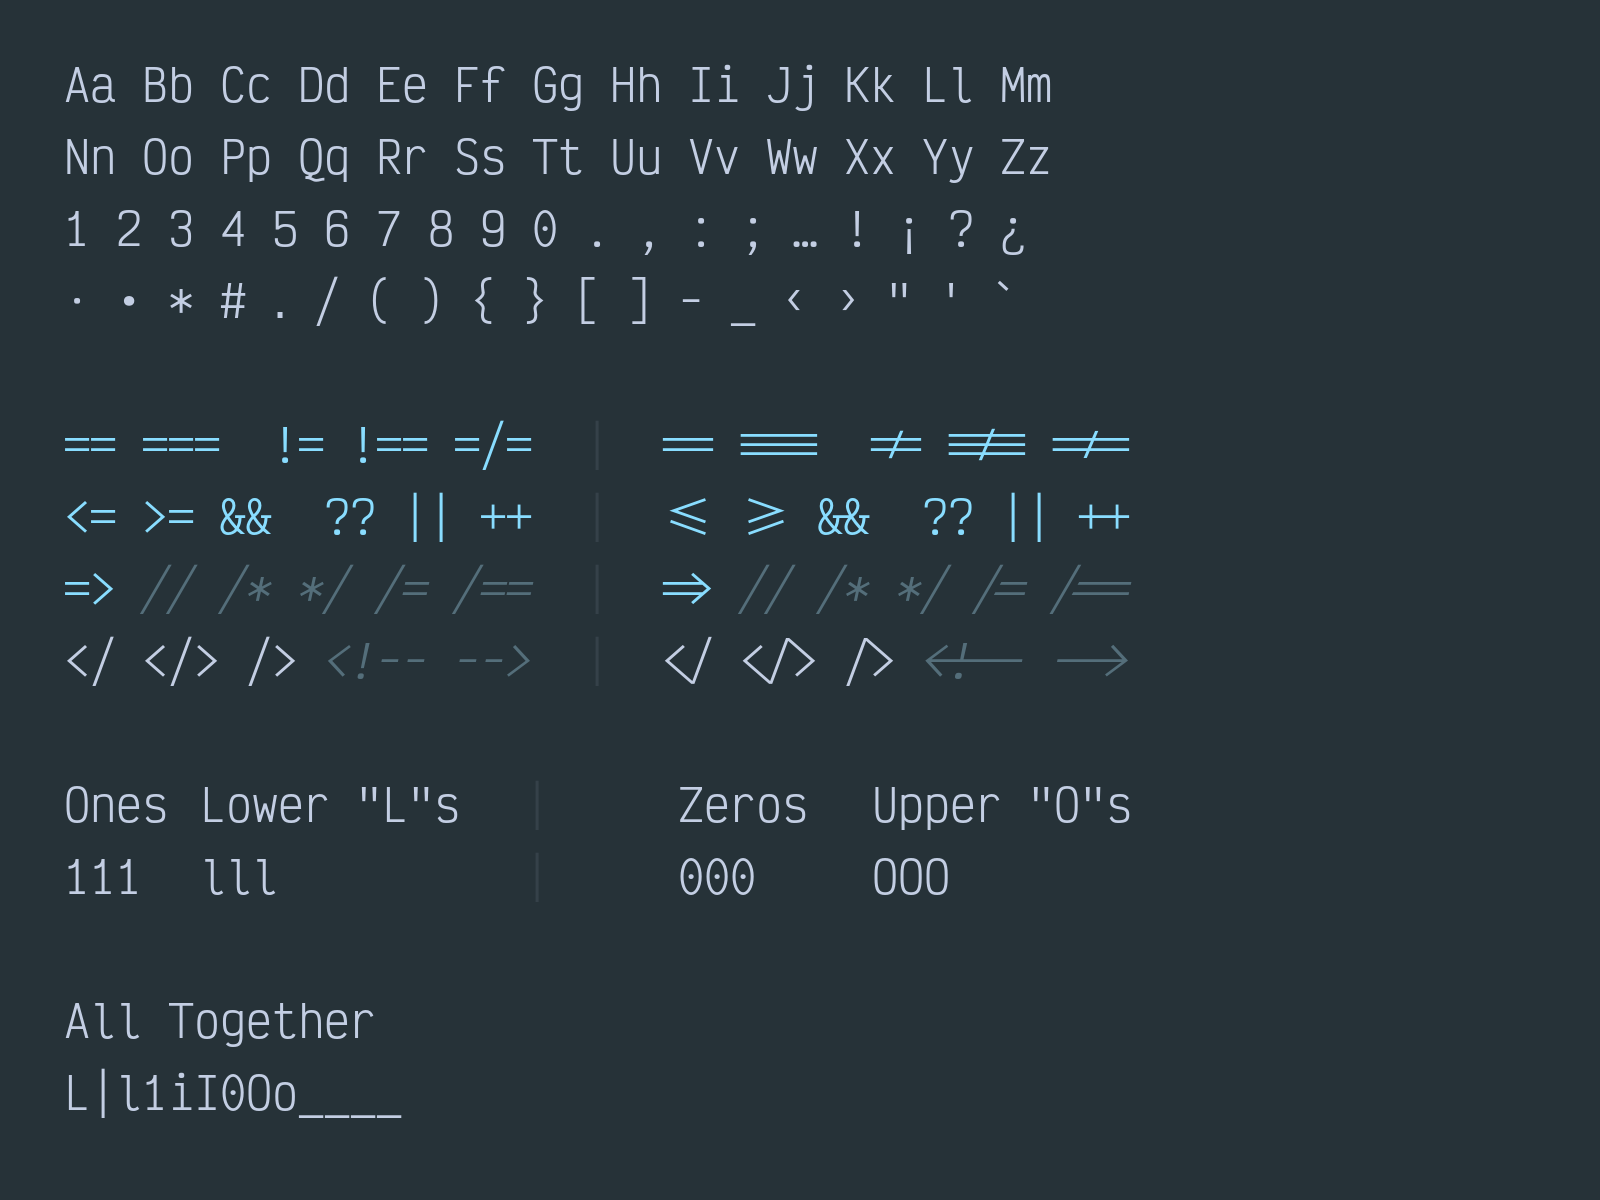 Aa Bb Cc Dd Ee Ff Gg Hh Ii Jj Kk Ll Mm
Nn Oo Pp Qq Rr Ss Tt Uu Vv Ww Xx Yy Zz
1 2 3 4 5 6 7 8 9 0 . , : ; … ! ¡ ? ¿
· • * # . / ( ) { } [ ] - _ ‹ › " ' `
== === != !== =/= | == === != !== =/=
<= >= && ?? || ++ | <= >= && ?? || ++
=> // /* */ /= /== | => // /* */ /= /==
</ </> /> <!-- --> | </ </> /> <!-- -->
Ones Lower "L"s | Zeros Upper "O"s
111 lll | 000 OOO
All Together
L|l1iI0Oo____